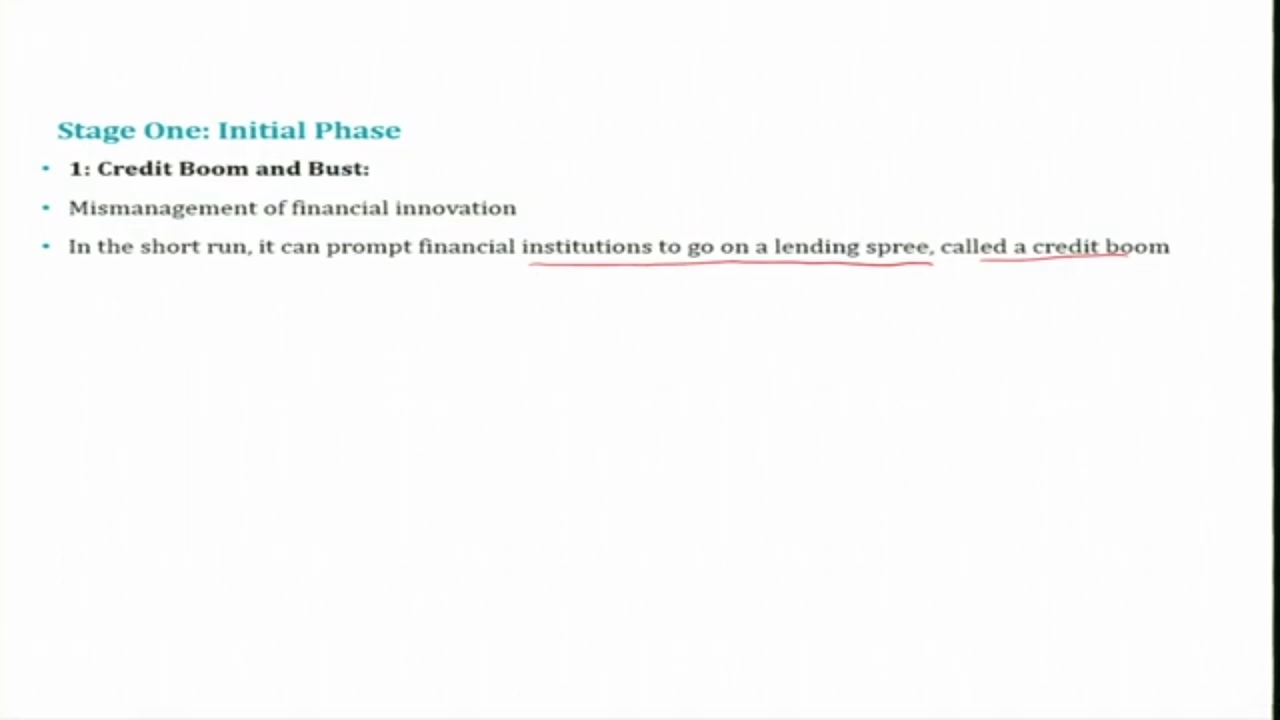 Stage One: Initial Phase
• 1: Credit Boom and Bust:
• Mismanagement of financial innovation
• In the short run, it can prompt financial institutions to go on a lending spree, called a credit boom